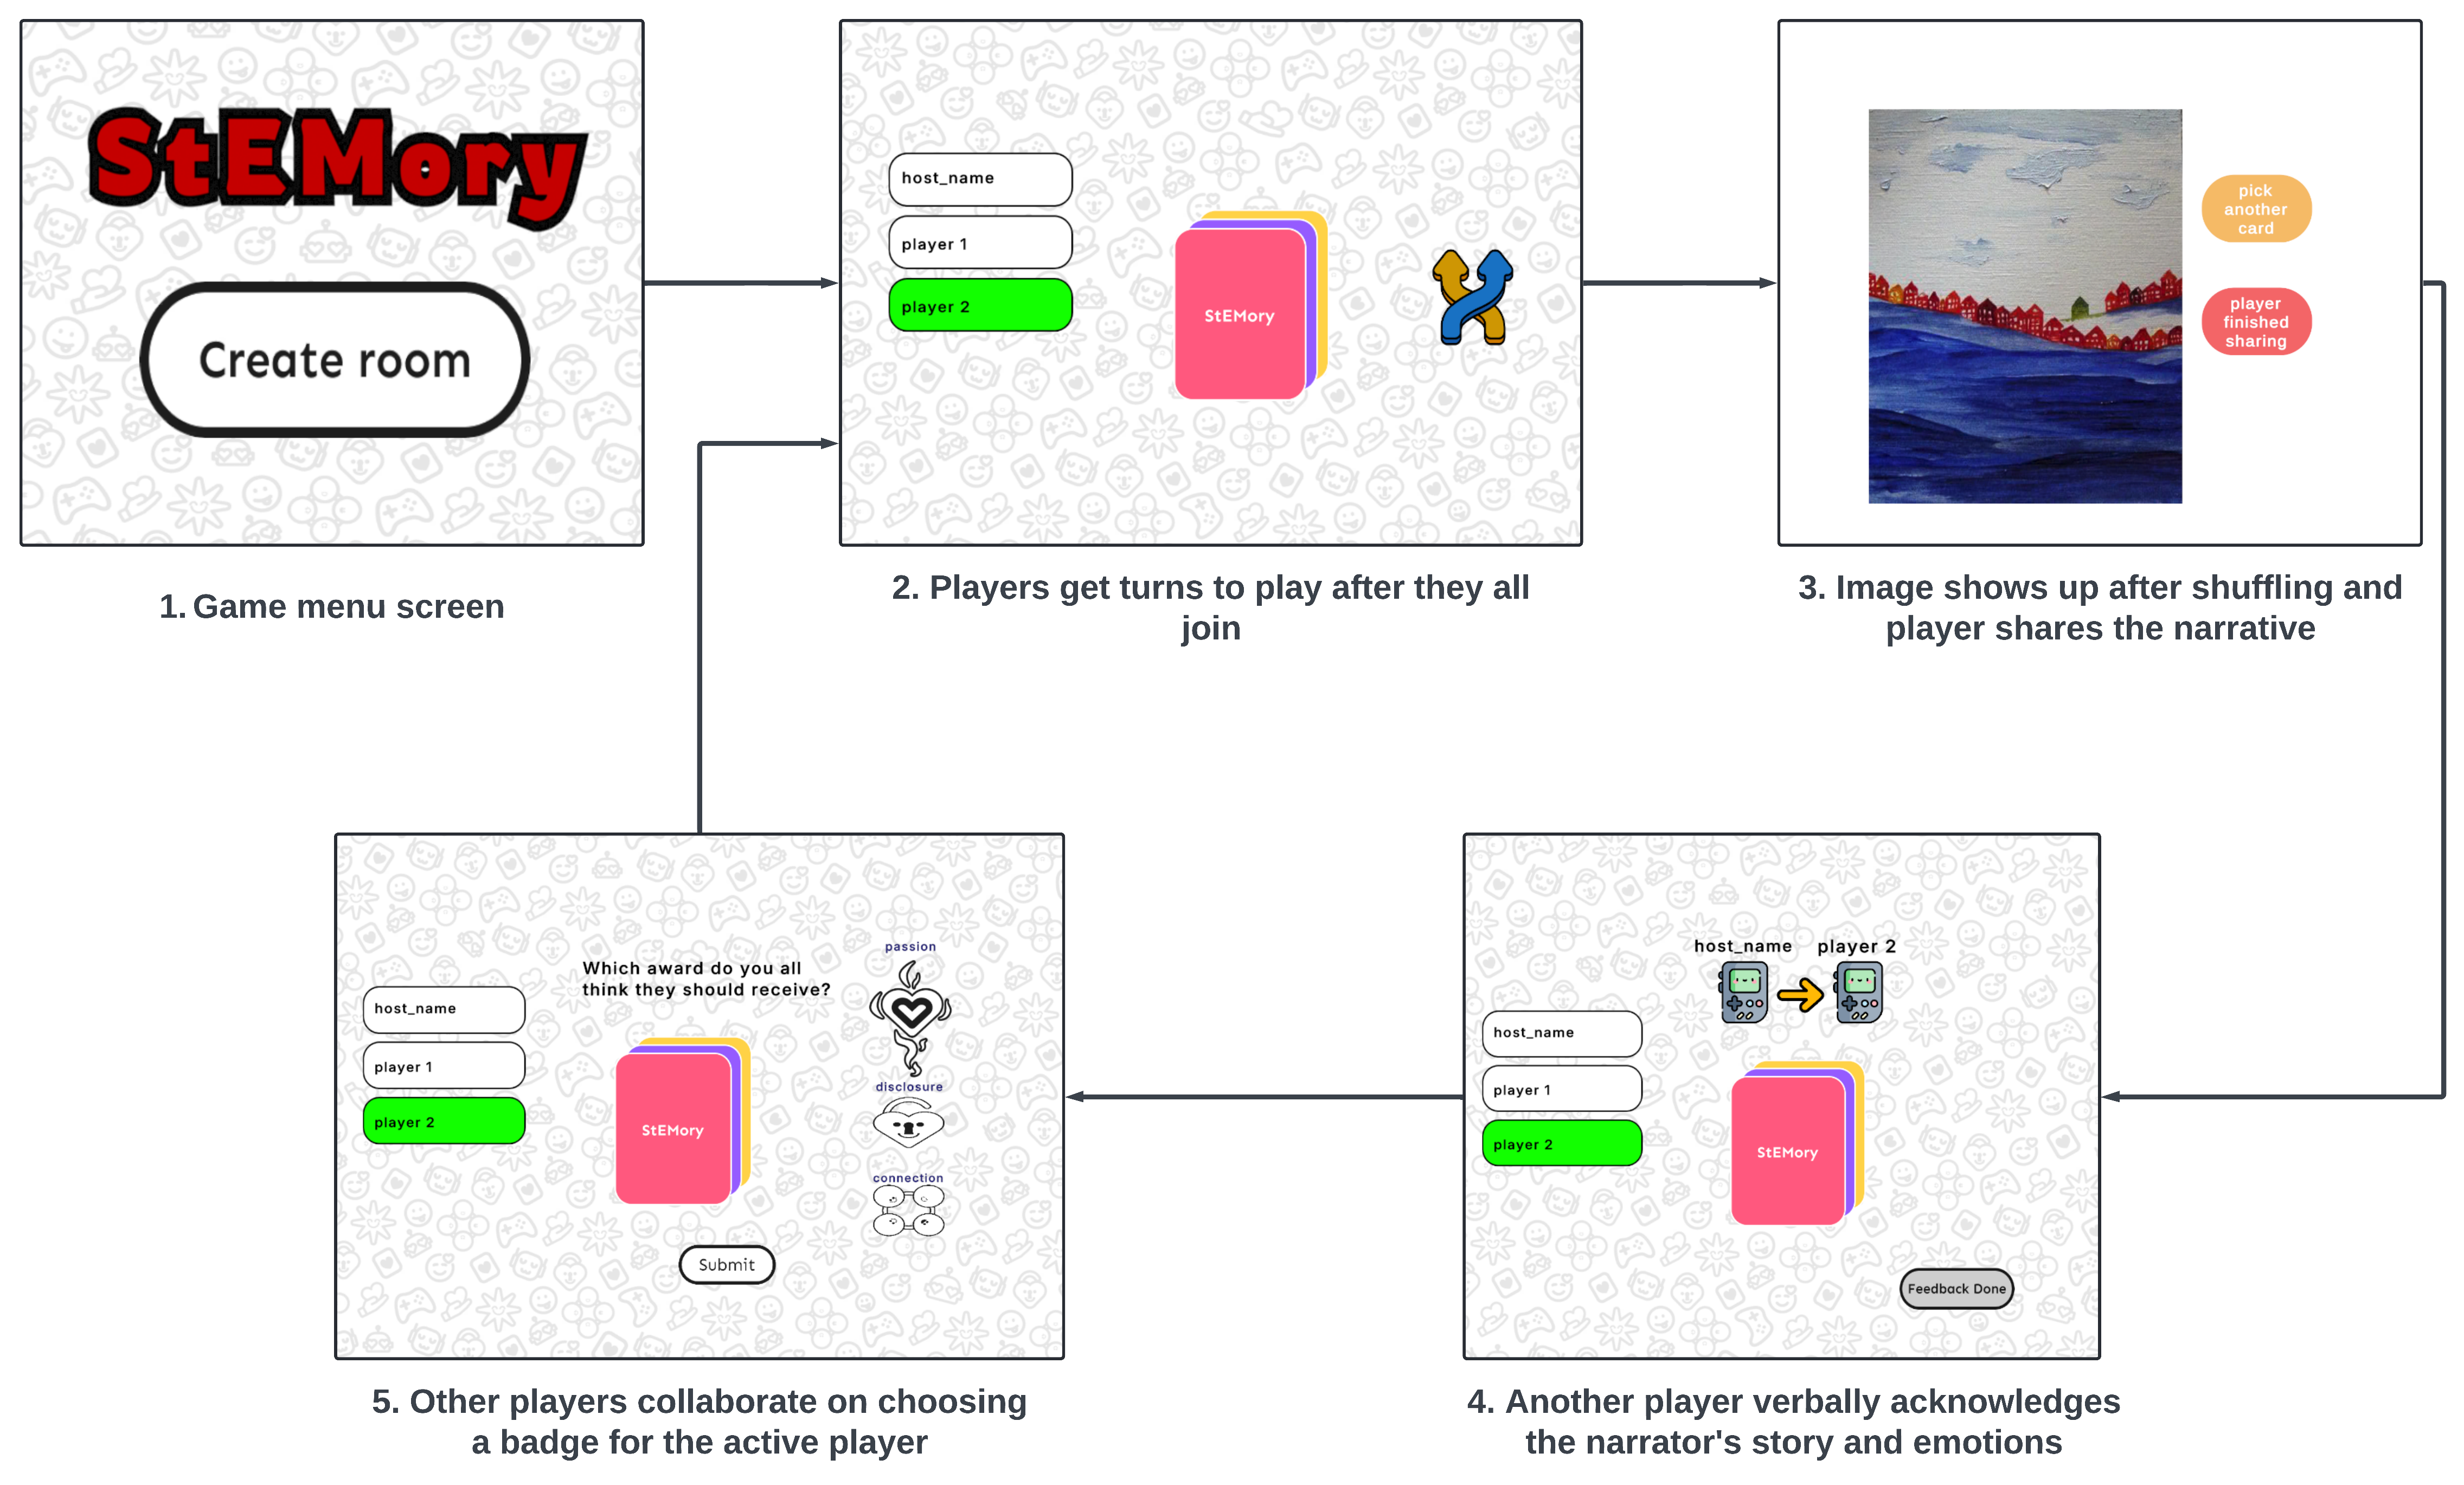 StEMory
Create room
1. Game menu screen
host_name
player 1
player 2
StEMory
2. Players get turns to play after they all
join
pick
another
card
player
finished
sharing
3. Image shows up after shuffling and
player shares the narrative
host_name player 2
host_name
player 1
player 2
StEMory
Feedback Done
4. Another player verbally acknowledges
the narrator's story and emotions
Which award do you all
think they should receive?
host_name
player 1
player 2
StEMory
passion
disclosure
connection
Submit
5. Other players collaborate on choosing
a badge for the active player